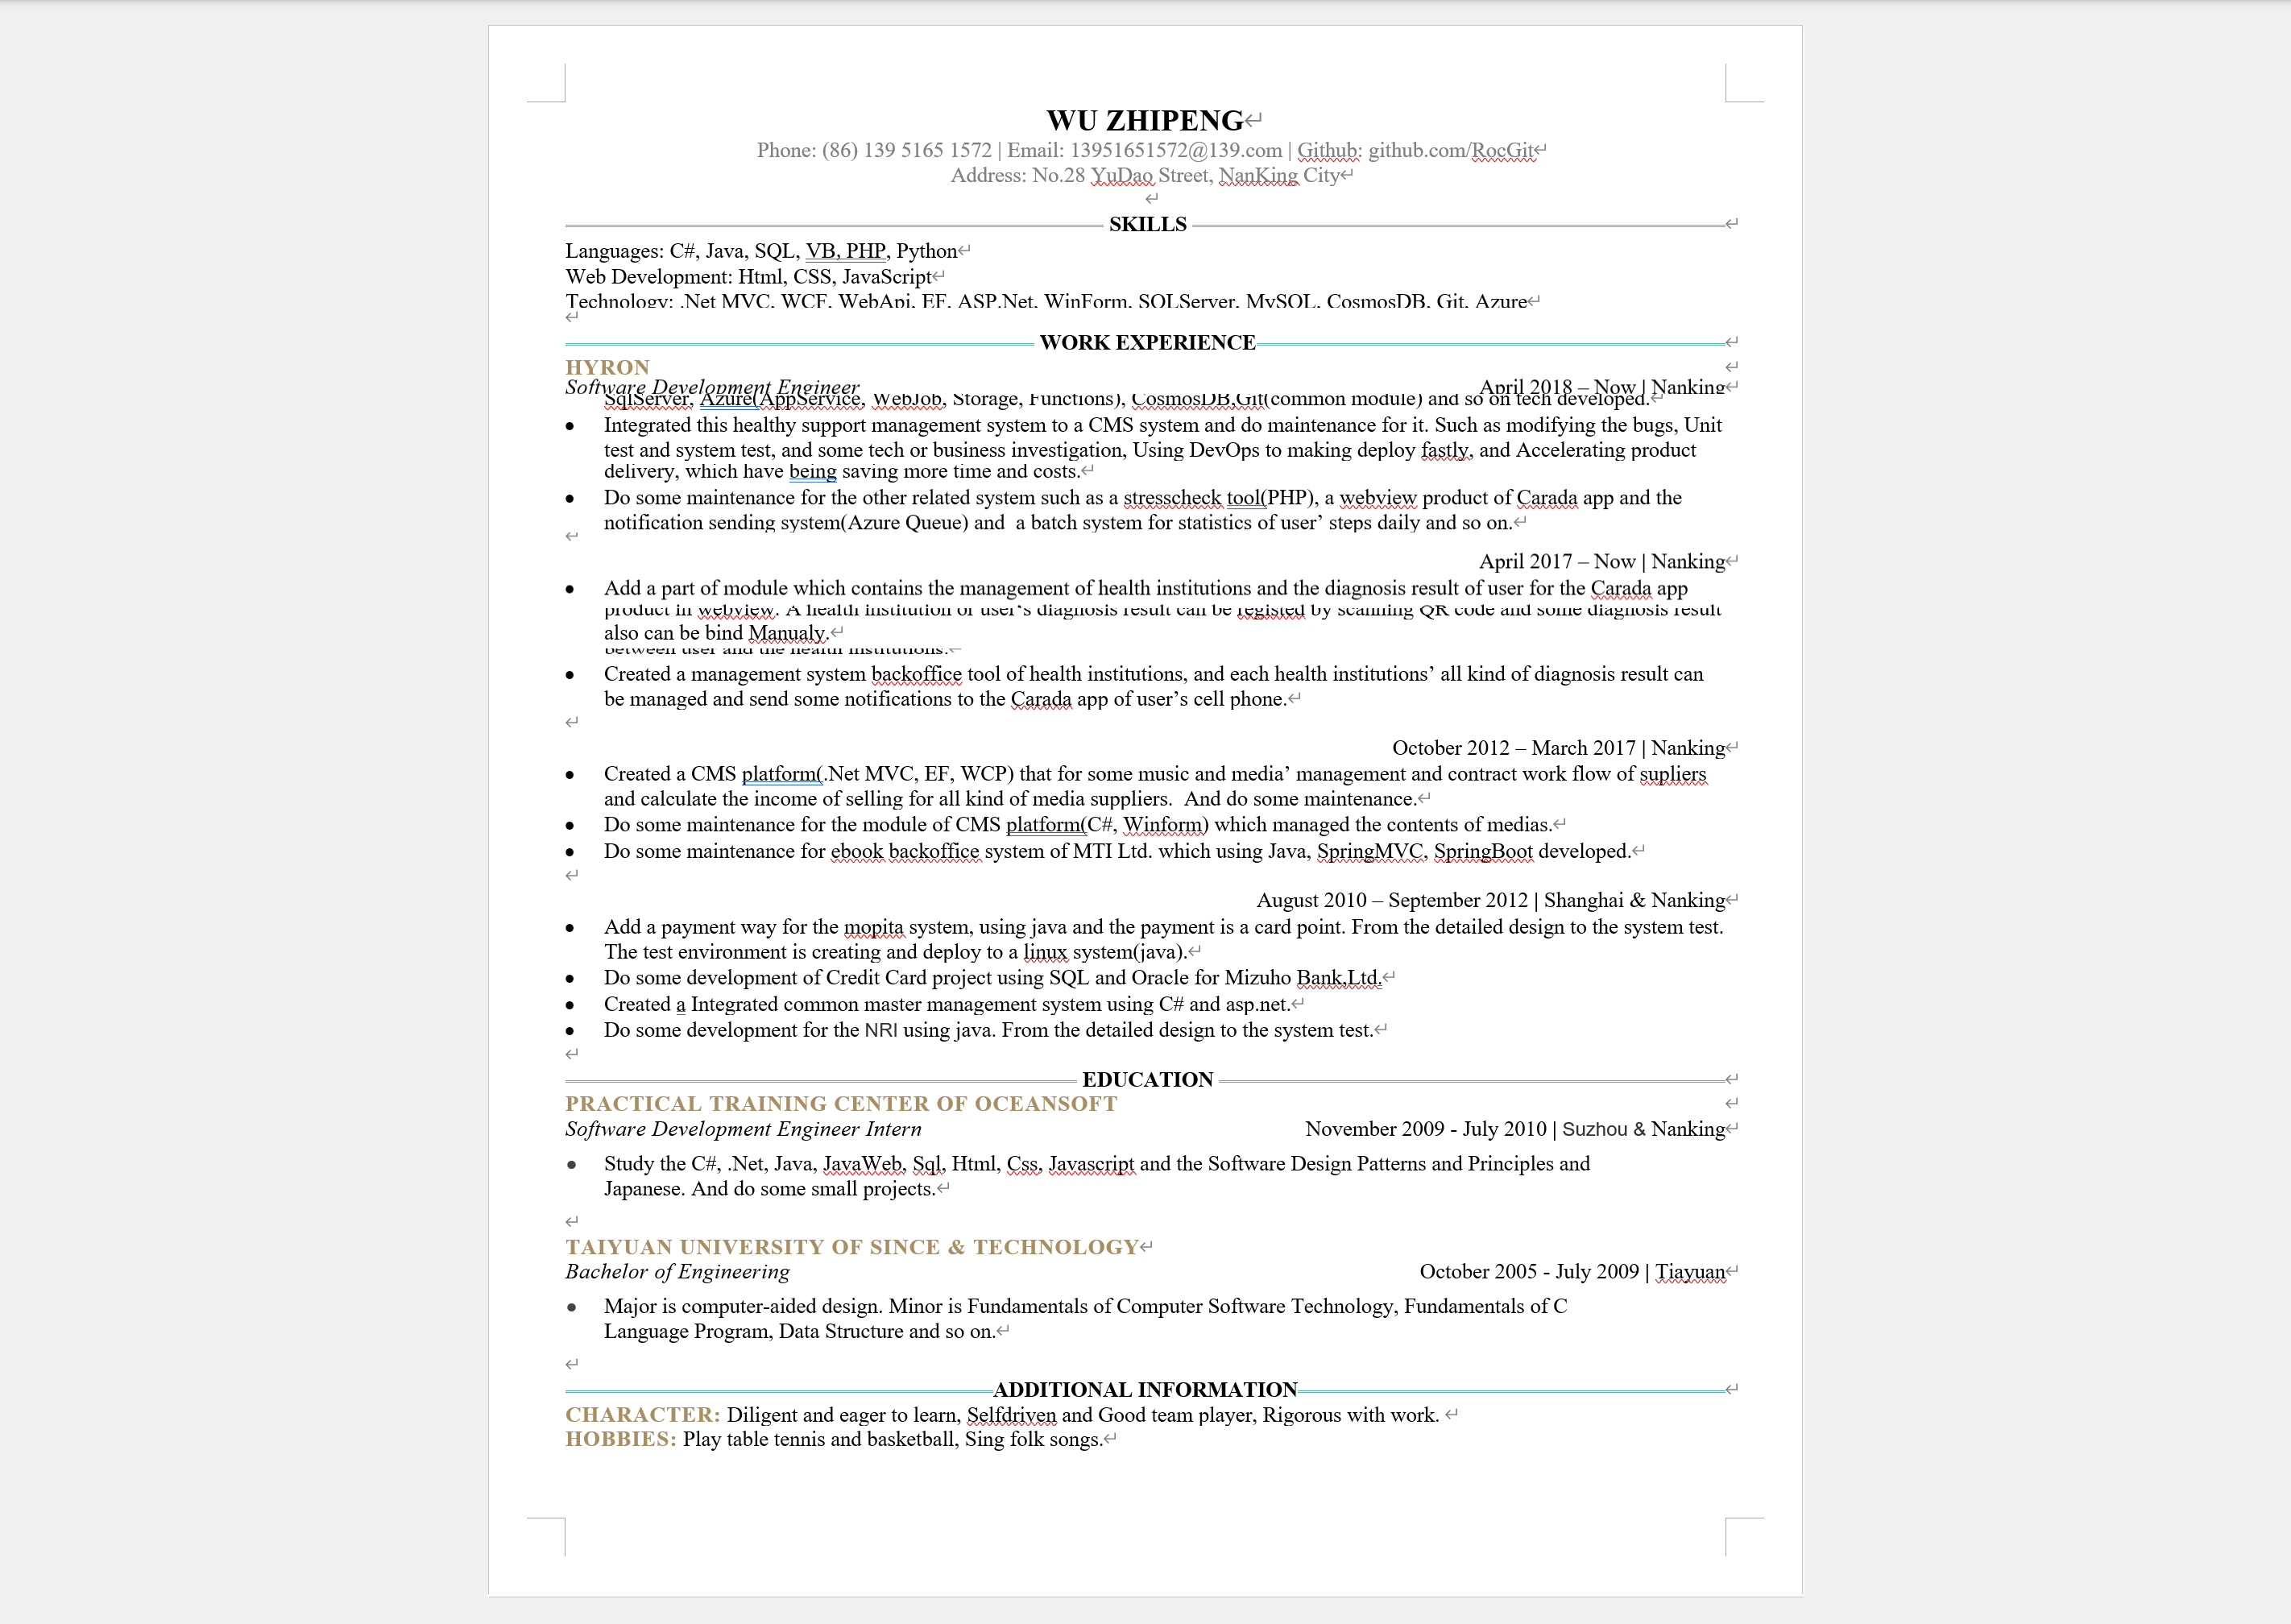 WU ZHIPENG
Phone: (86) 139 5165 1572 | Email: 13951651572@139.com | Github: github.com/RocGit
Address: No.28 YuDao Street, NanKing City
SKILLS
Languages: C#, Java, SQL, VB, PHP, Python
Web Development: Html, CSS, JavaScript
Technology: .Net MVC, WCF, WebApi, EF, ASP.Net, WinForm, SQLServer, MySQL, CosmosDB, Git, Azure
WORK EXPERIENCE
HYRON
Software Development Engineer April 2018 – Now | Nanking
SqlServer, Azure(AppService, WebJob, Storage, Functions), CosmosDB,Git(common module) and so on tech developed.
● Integrated this healthy support management system to a CMS system and do maintenance for it. Such as modifying the bugs, Unit
test and system test, and some tech or business investigation, Using DevOps to making deploy fastly, and Accelerating product
delivery, which have being saving more time and costs.
● Do some maintenance for the other related system such as a stresscheck tool(PHP), a webview product of Carada app and the
notification sending system(Azure Queue) and  a batch system for statistics of user’ steps daily and so on.
April 2017 – Now | Nanking
● Add a part of module which contains the management of health institutions and the diagnosis result of user for the Carada app
product in webview. A health institution or user’s diagnosis result can be registed by scanning QR code and some diagnosis result
also can be bind Manualy.
between user and the health institutions.
● Created a management system backoffice tool of health institutions, and each health institutions’ all kind of diagnosis result can
be managed and send some notifications to the Carada app of user’s cell phone.
October 2012 – March 2017 | Nanking
● Created a CMS platform(.Net MVC, EF, WCP) that for some music and media’ management and contract work flow of supliers
and calculate the income of selling for all kind of media suppliers.  And do some maintenance.
● Do some maintenance for the module of CMS platform(C#, Winform) which managed the contents of medias.
● Do some maintenance for ebook backoffice system of MTI Ltd. which using Java, SpringMVC, SpringBoot developed.
August 2010 – September 2012 | Shanghai & Nanking
● Add a payment way for the mopita system, using java and the payment is a card point. From the detailed design to the system test.
The test environment is creating and deploy to a linux system(java).
● Do some development of Credit Card project using SQL and Oracle for Mizuho Bank,Ltd.
● Created a Integrated common master management system using C# and asp.net.
● Do some development for the NRI using java. From the detailed design to the system test.
EDUCATION
PRACTICAL TRAINING CENTER OF OCEANSOFT
Software Development Engineer Intern November 2009 - July 2010 | Suzhou & Nanking
● Study the C#, .Net, Java, JavaWeb, Sql, Html, Css, Javascript and the Software Design Patterns and Principles and
Japanese. And do some small projects.
TAIYUAN UNIVERSITY OF SINCE & TECHNOLOGY
Bachelor of Engineering October 2005 - July 2009 | Tiayuan
● Major is computer-aided design. Minor is Fundamentals of Computer Software Technology, Fundamentals of C
Language Program, Data Structure and so on.
ADDITIONAL INFORMATION
CHARACTER: Diligent and eager to learn, Selfdriven and Good team player, Rigorous with work.
HOBBIES: Play table tennis and basketball, Sing folk songs.